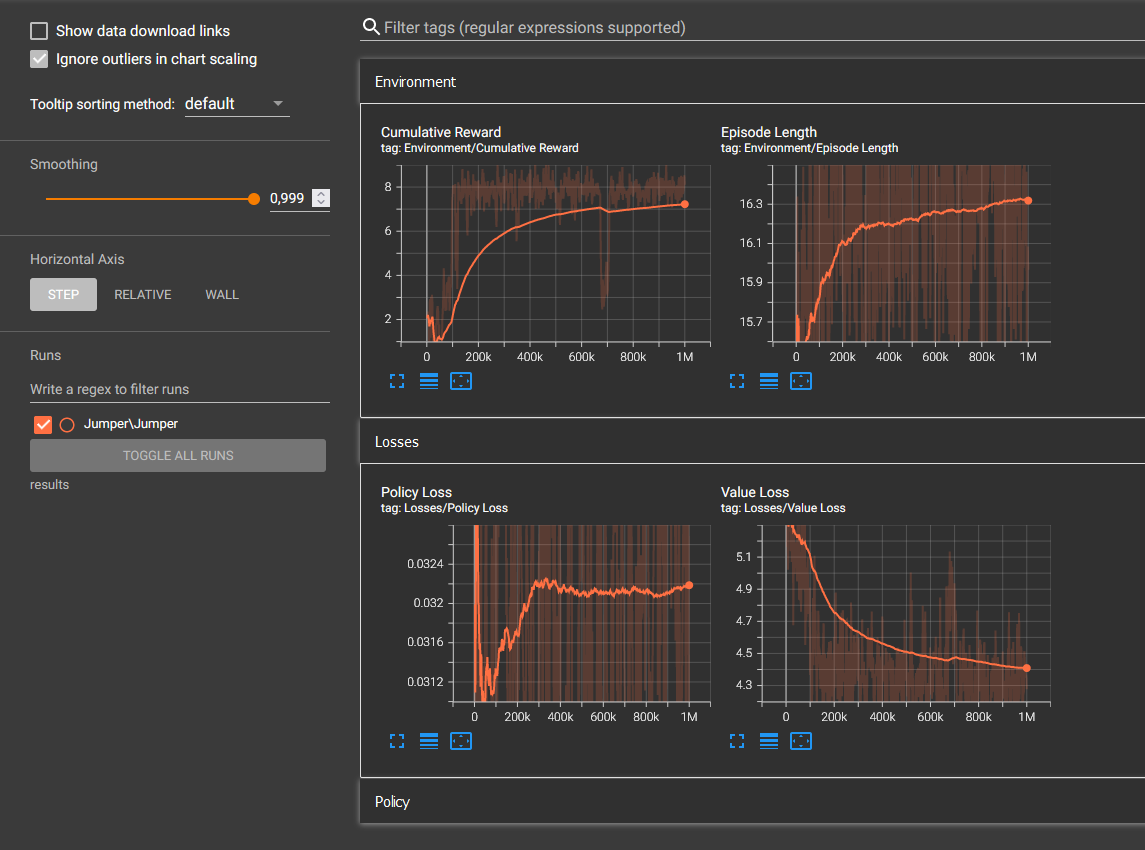 Show data download links
Ignore outliers in chart scaling
Tooltip sorting method: default
Smoothing
0,999
Horizontal Axis
STEP RELATIVE WALL
Runs
Write a regex to filter runs
Jumper\Jumper
TOGGLE ALL RUNS
results
Filter tags (regular expressions supported)
Environment
Cumulative Reward
tag: Environment/Cumulative Reward
8
6
4
2
0 200k 400k 600k 800k 1M
Episode Length
tag: Environment/Episode Length
16.3
16.1
15.9
15.7
0 200k 400k 600k 800k 1M
Losses
Policy Loss
tag: Losses/Policy Loss
0.0324
0.032
0.0316
0.0312
0 200k 400k 600k 800k 1M
Value Loss
tag: Losses/Value Loss
5.1
4.9
4.7
4.5
4.3
0 200k 400k 600k 800k 1M
Policy